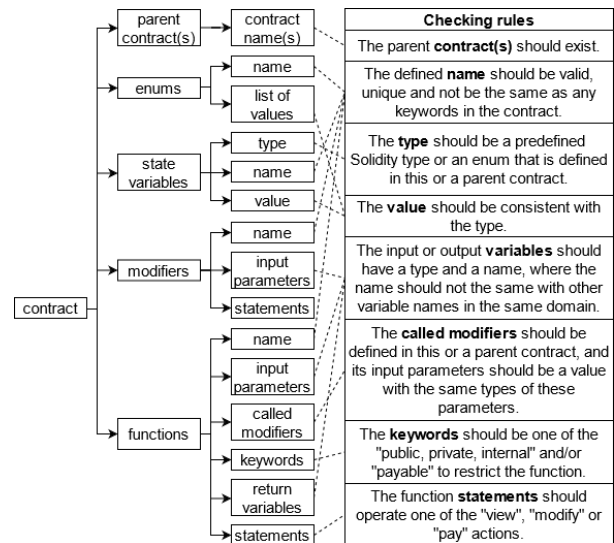 parent
contract(s)
contract
name(s)
enums
name
list of
values
state
variables
type
name
value
modifiers
name
input
parameters
statements
contract
functions
name
input
parameters
called
modifiers
keywords
return
variables
statements
Checking rules
The parent contract(s) should exist.
The defined name should be valid,
unique and not be the same as any
keywords in the contract.
The type should be a predefined
Solidity type or an enum that is defined
in this or a parent contract.
The value should be consistent with
the type.
The input or output variables should
have a type and a name, where the
name should not the same with other
variable names in the same domain.
The called modifiers should be
defined in this or a parent contract, and
its input parameters should be a value
with the same types of these
parameters.
The keywords should be one of the
"public, private, internal" and/or
"payable" to restrict the function.
The function statements should
operate one of the "view", "modify" or
"pay" actions.